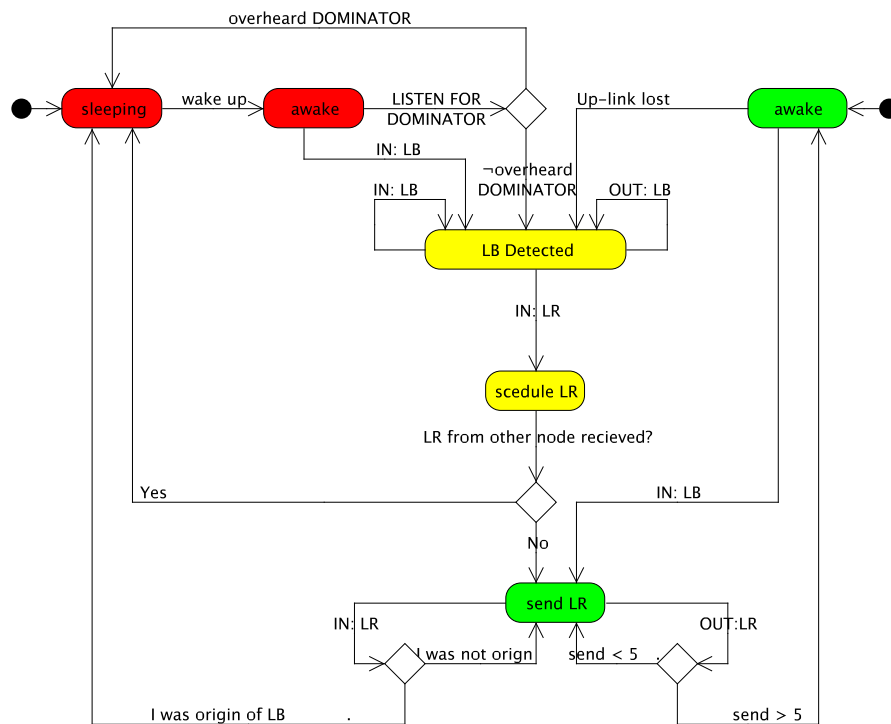 overheard DOMINATOR
sleeping
wake up
awake
LISTEN FOR
DOMINATOR
Up-link lost
awake
IN: LB
¬overheard
DOMINATOR
IN: LB
OUT: LB
LB Detected
IN: LR
scedule LR
LR from other node recieved?
Yes
IN: LB
No
send LR
IN: LR
OUT:LR
I was not orign
send < 5 .
I was origin of LB .
send > 5